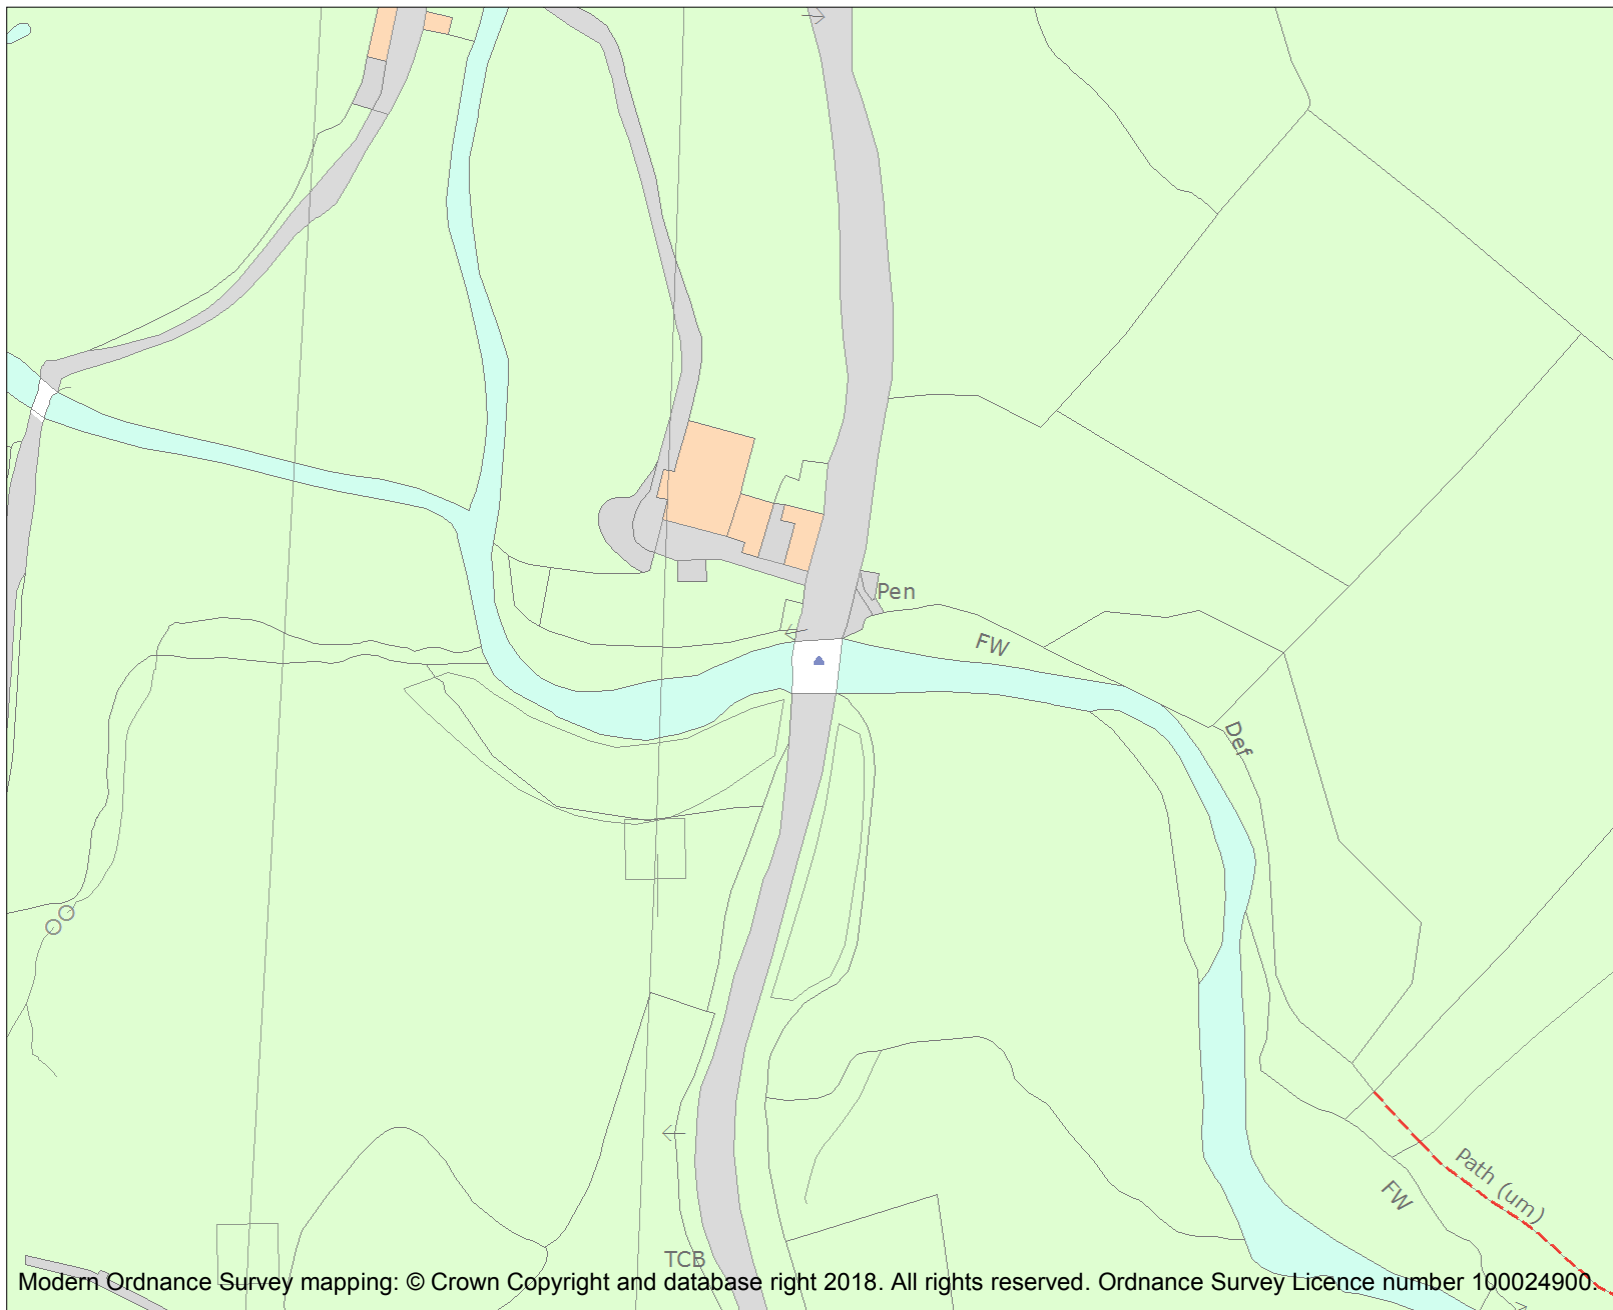 Pen
FW
Def
Path (um)
FW
TCB
Modern Ordnance Survey mapping: © Crown Copyright and database right 2018. All rights reserved. Ordnance Survey Licence number 100024900.